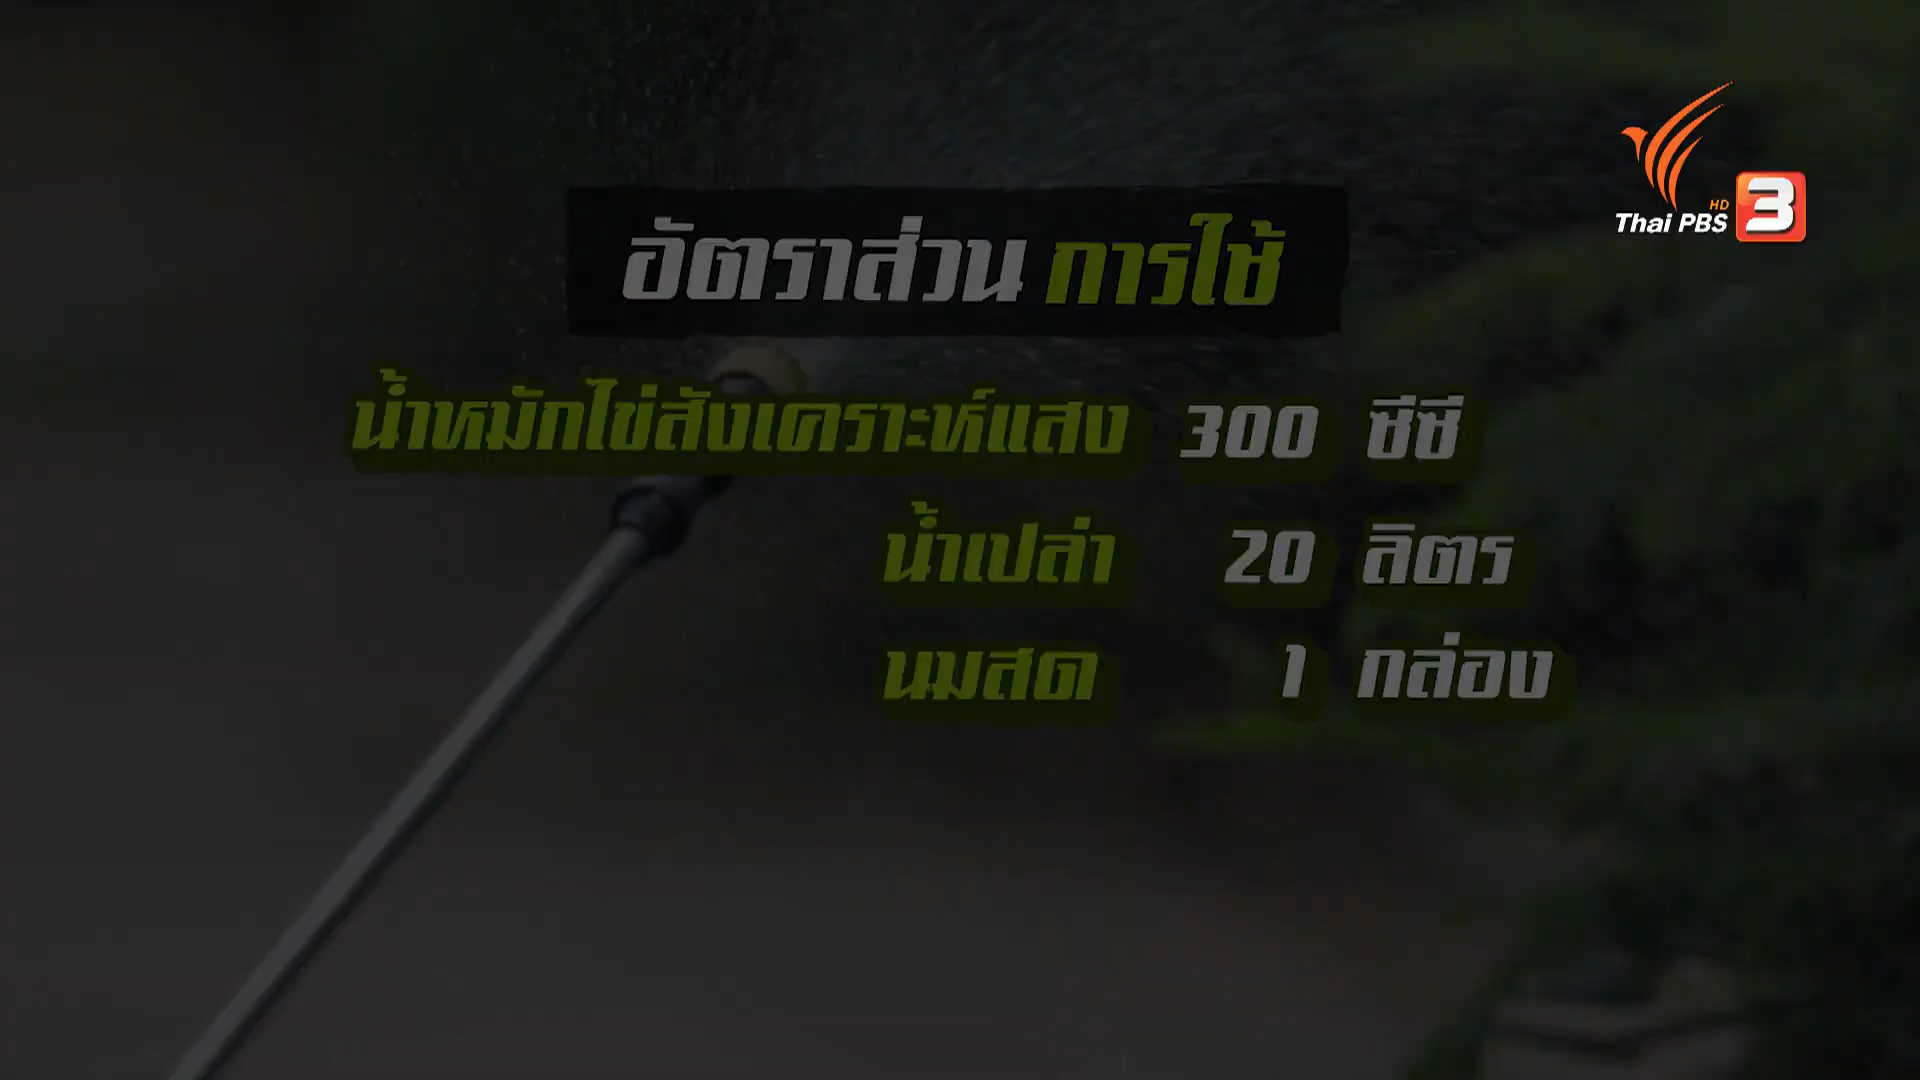 HD
Thai PBS 3
อัตราส่วน การใช้
น้ำหมักไข่สังเคราะห์แสง 300 ซีซี
น้ำเปล่า 20 ลิตร
นมสด 1 กล่อง